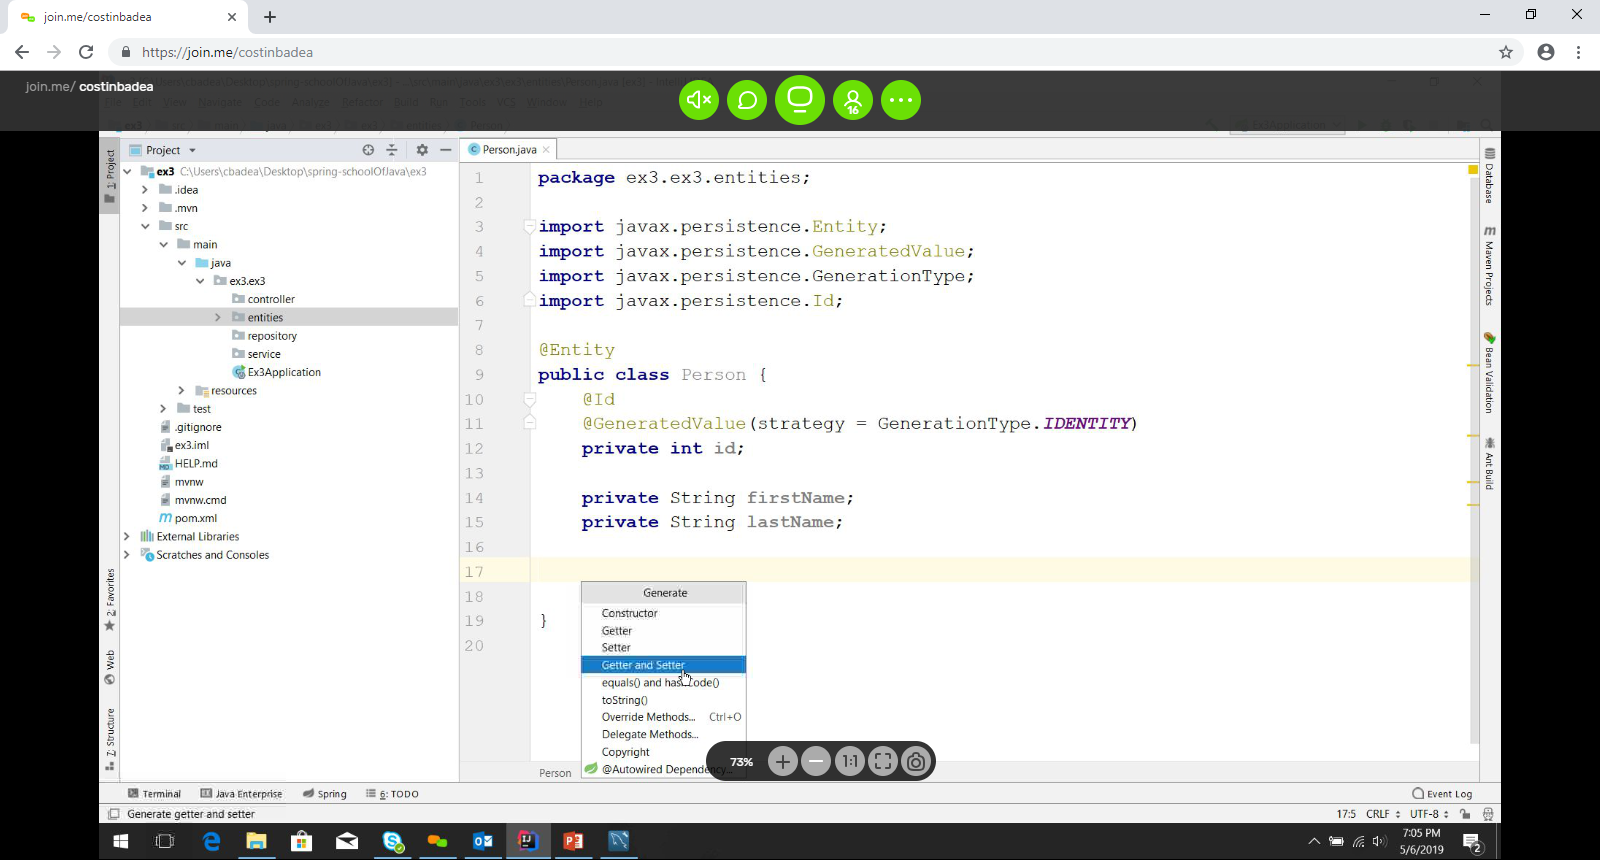 join.me/costinbadea
https://join.me/costinbadea
join.me/ costinbadea
16
1: Project
Project
ex3 C:\Users\cbadea\Desktop\spring-schoolOfJava\ex3
.idea
.mvn
src
main
java
ex3.ex3
controller
entities
repository
service
Ex3Application
resources
test
.gitignore
ex3.iml
HELP.md
mvnw
mvnw.cmd
pom.xml
External Libraries
Scratches and Consoles
2: Favorites
Web
7: Structure
Person.java
1 package ex3.ex3.entities;
2
3 import javax.persistence.Entity;
4 import javax.persistence.GeneratedValue;
5 import javax.persistence.GenerationType;
6 import javax.persistence.Id;
7
8 @Entity
9 public class Person {
10 @Id
11 @GeneratedValue(strategy = GenerationType.IDENTITY)
12 private int id;
13
14 private String firstName;
15 private String lastName;
16
17
18
19 }
20
Generate
Constructor
Getter
Setter
Getter and Setter
equals() and hashCode()
toString()
Override Methods... Ctrl+O
Delegate Methods...
Copyright
@Autowired Dependency...
73%
1:1
Person
Database
Maven Projects
Bean Validation
Ant Build
Terminal Java Enterprise Spring 6: TODO Event Log
Generate getter and setter 17:5 CRLF UTF-8
7:05 PM
5/6/2019
2